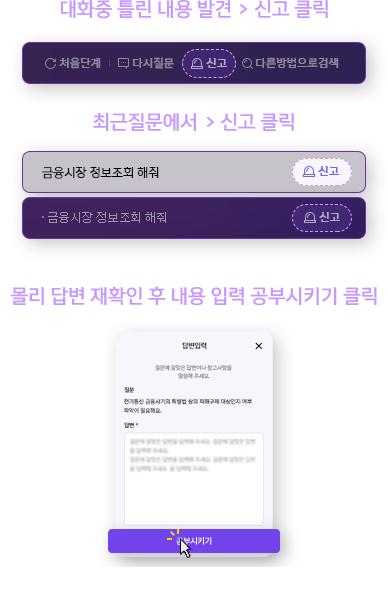 대화중 틀린 내용 발견 > 신고 클릭
처음단계 다시질문 신고 다른방법으로검색
최근질문에서 > 신고 클릭
금융시장 정보조회 해줘 신고
· 금융시장 정보조회 해줘 신고
몰리 답변 재확인 후 내용 입력 공부시키기 클릭
답변입력
질문에 알맞은 답변이나 참고사항을
말씀해 주세요.
질문
전기통신 금융사기의 특별법 상의 피해구제 대상인지 여부
파악이 필요해요.
답변 *
질문에 알맞은 답변을 입력해 주세요. 질문에 알맞은 답변
을 입력해 주세요.
질문에 알맞은 답변을 입력해 주세요. 질문에 알맞은 답변
을 입력해 주세요. 을 입력해 주세요.
공부시키기